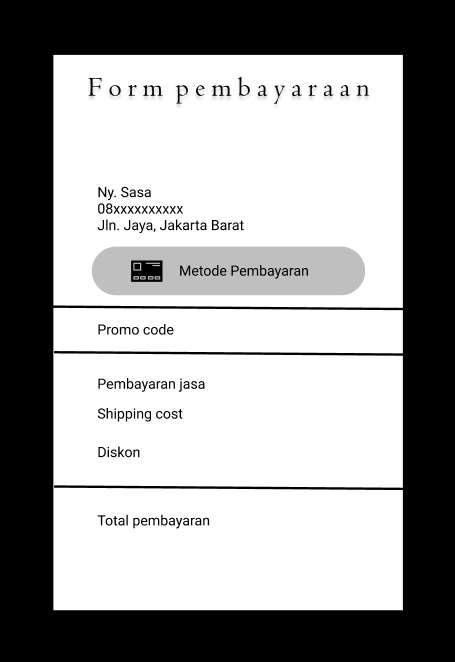 Form pembayaraan
Ny. Sasa
08xxxxxxxxxx
Jln. Jaya, Jakarta Barat
Metode Pembayaran
Promo code
Pembayaran jasa
Shipping cost
Diskon
Total pembayaran